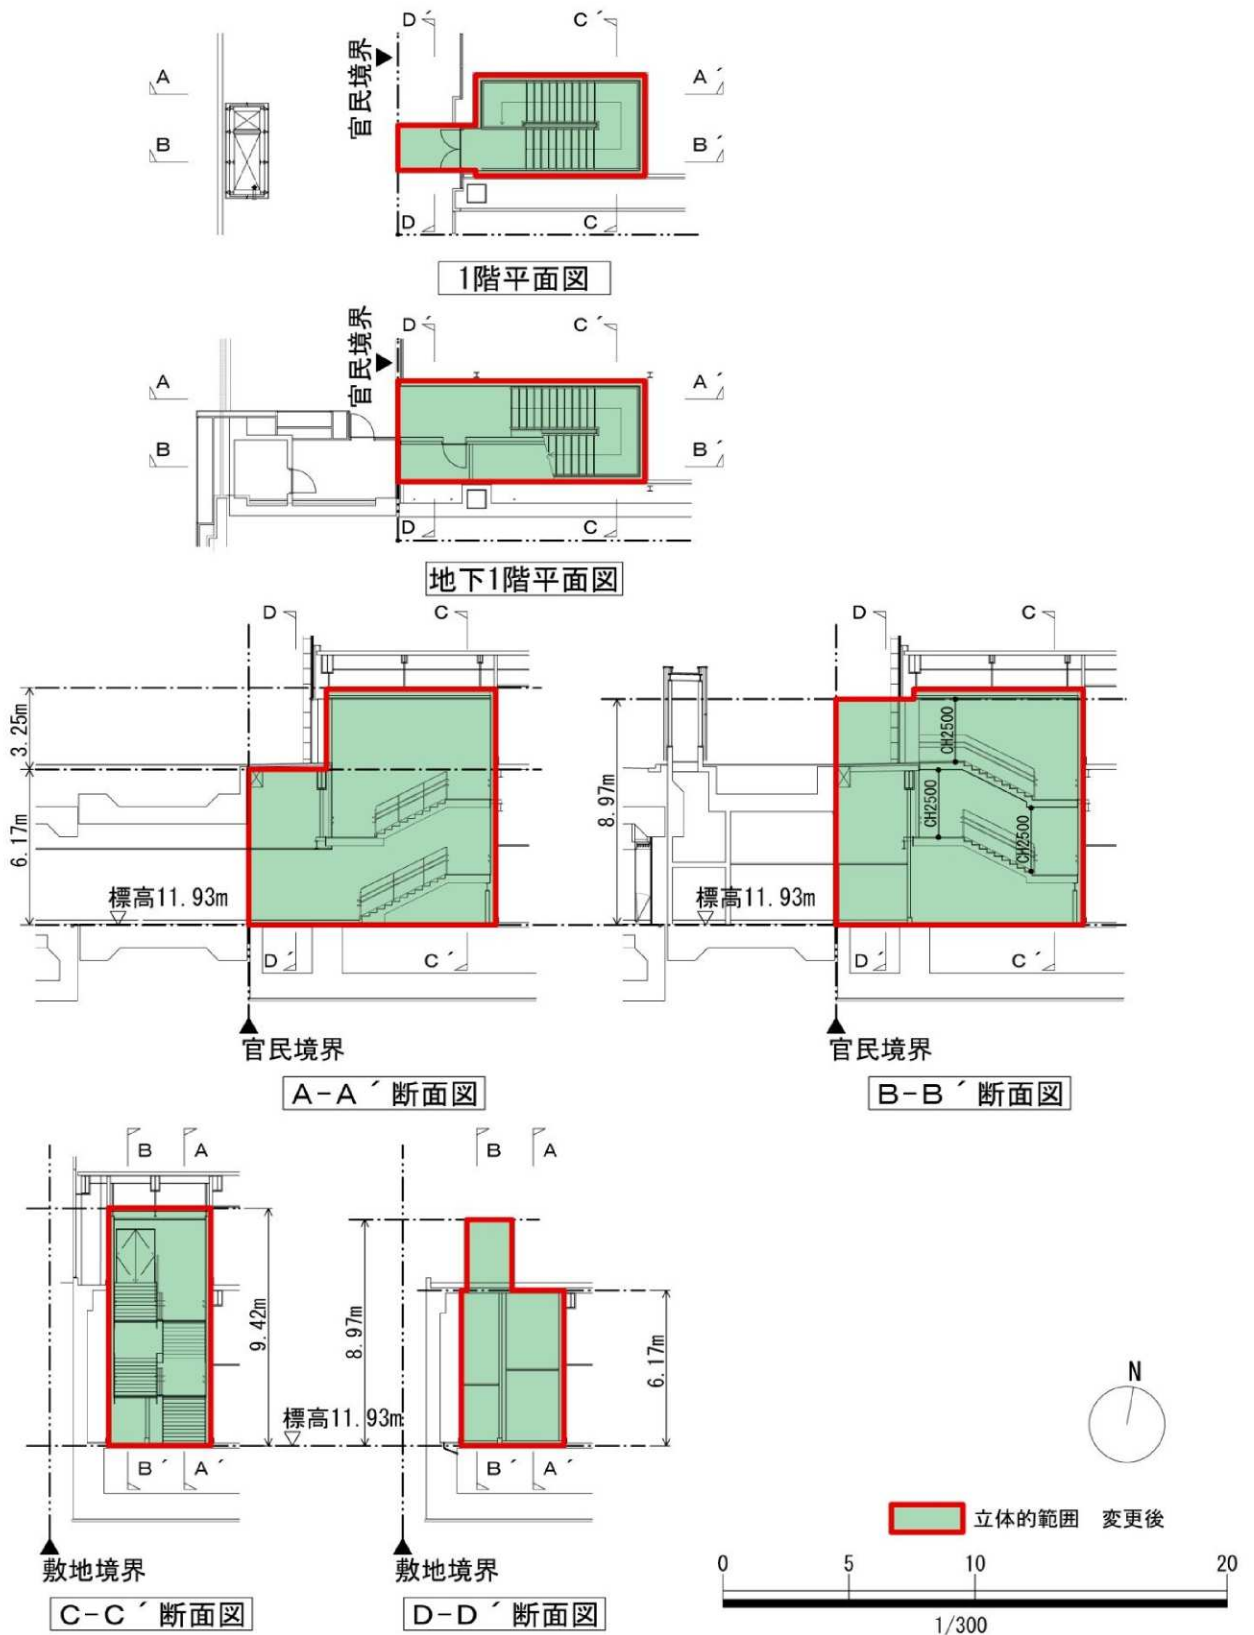 D´
C´
官民境界
A
A´
B
B´
D
C
1階平面図
D´
C´
官民境界
A
A´
B
B´
D
C
地下1階平面図
D
C
3.25m
6.17m
標高11.93m
D´
C´
官民境界
A-A´断面図
D
C
8.97m
CH2500
CH2500
CH2500
標高11.93m
D´
C´
官民境界
B-B´断面図
B
A
9.42m
標高11.93m
B´
A´
敷地境界
C-C´断面図
B
A
8.97m
6.17m
B´
A´
敷地境界
D-D´断面図
N
立体的範囲 変更後
0 5 10 20
1/300